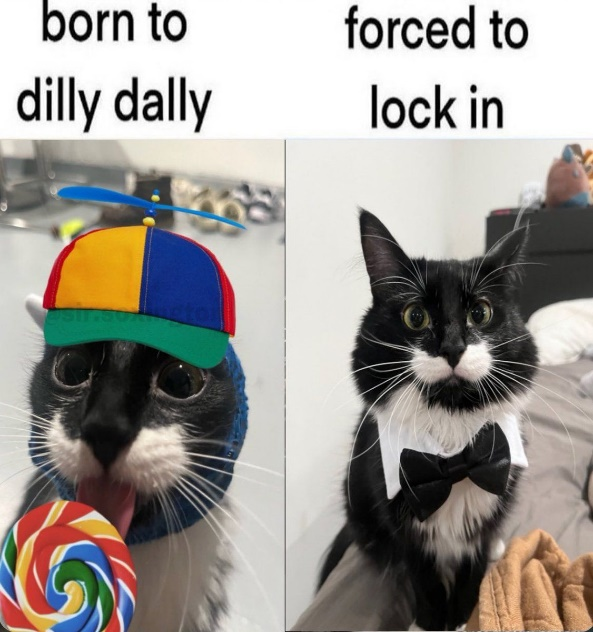 born to
dilly dally
forced to
lock in